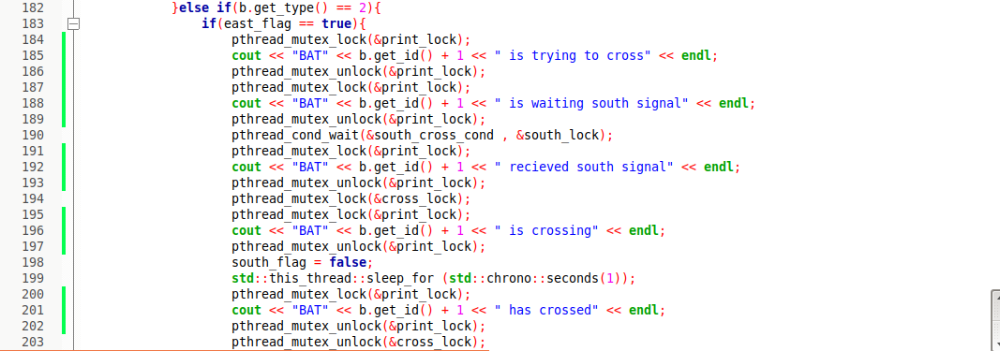 182 }else if(b.get_type() == 2){
183 if(east_flag == true){
184 pthread_mutex_lock(&print_lock);
185 cout << "BAT" << b.get_id() + 1 << " is trying to cross" << endl;
186 pthread_mutex_unlock(&print_lock);
187 pthread_mutex_lock(&print_lock);
188 cout << "BAT" << b.get_id() + 1 << " is waiting south signal" << endl;
189 pthread_mutex_unlock(&print_lock);
190 pthread_cond_wait(&south_cross_cond , &south_lock);
191 pthread_mutex_lock(&print_lock);
192 cout << "BAT" << b.get_id() + 1 << " recieved south signal" << endl;
193 pthread_mutex_unlock(&print_lock);
194 pthread_mutex_lock(&cross_lock);
195 pthread_mutex_lock(&print_lock);
196 cout << "BAT" << b.get_id() + 1 << " is crossing" << endl;
197 pthread_mutex_unlock(&print_lock);
198 south_flag = false;
199 std::this_thread::sleep_for (std::chrono::seconds(1));
200 pthread_mutex_lock(&print_lock);
201 cout << "BAT" << b.get_id() + 1 << " has crossed" << endl;
202 pthread_mutex_unlock(&print_lock);
203 pthread_mutex_unlock(&cross_lock);